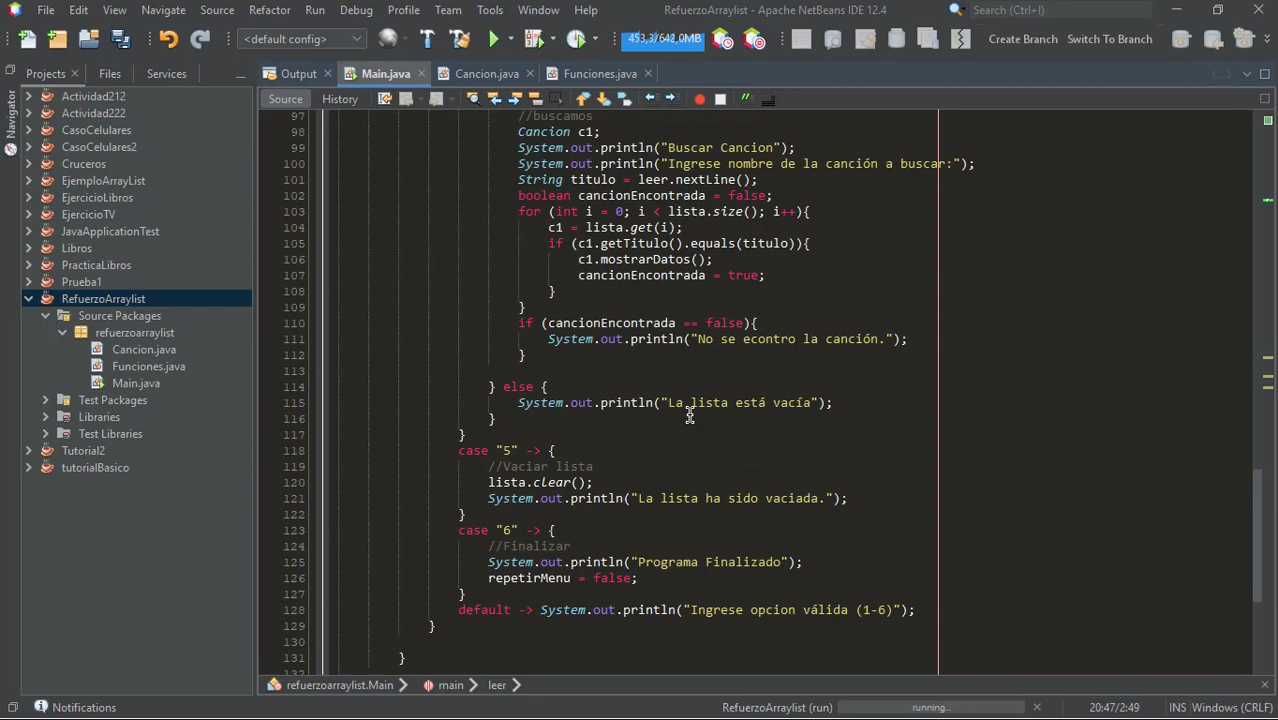 File Edit View Navigate Source Refactor Run Debug Profile Team Tools Window Help RefuerzoArraylist - Apache NetBeans IDE 12.4 Search (Ctrl+I)
<default config> 453,3/642,0MB Create Branch Switch To Branch
Projects Files Services Output Main.java Cancion.java Funciones.java
Source History
Navigator
Actividad212
Actividad222
CasoCelulares
CasoCelulares2
Cruceros
EjemploArrayList
EjercicioLibros
EjercicioTV
JavaApplicationTest
Libros
PracticaLibros
Prueba1
RefuerzoArraylist
Source Packages
refuerzoarraylist
Cancion.java
Funciones.java
Main.java
Test Packages
Libraries
Test Libraries
Tutorial2
tutorialBasico
97 //buscamos
98 Cancion c1;
99 System.out.println("Buscar Cancion");
100 System.out.println("Ingrese nombre de la canción a buscar:");
101 String titulo = leer.nextLine();
102 boolean cancionEncontrada = false;
103 for (int i = 0; i < lista.size(); i++){
104 c1 = lista.get(i);
105 if (c1.getTitulo().equals(titulo)){
106 c1.mostrarDatos();
107 cancionEncontrada = true;
108 }
109 }
110 if (cancionEncontrada == false){
111 System.out.println("No se econtro la canción.");
112 }
113
114 } else {
115 System.out.println("La lista está vacía");
116 }
117 }
118 case "5" -> {
119 //Vaciar lista
120 lista.clear();
121 System.out.println("La lista ha sido vaciada.");
122 }
123 case "6" -> {
124 //Finalizar
125 System.out.println("Programa Finalizado");
126 repetirMenu = false;
127 }
128 default -> System.out.println("Ingrese opcion válida (1-6)");
129 }
130
131 }
132
refuerzoarraylist.Main main leer
Notifications RefuerzoArraylist (run) running... 20:47/2:49 INS Windows (CRLF)